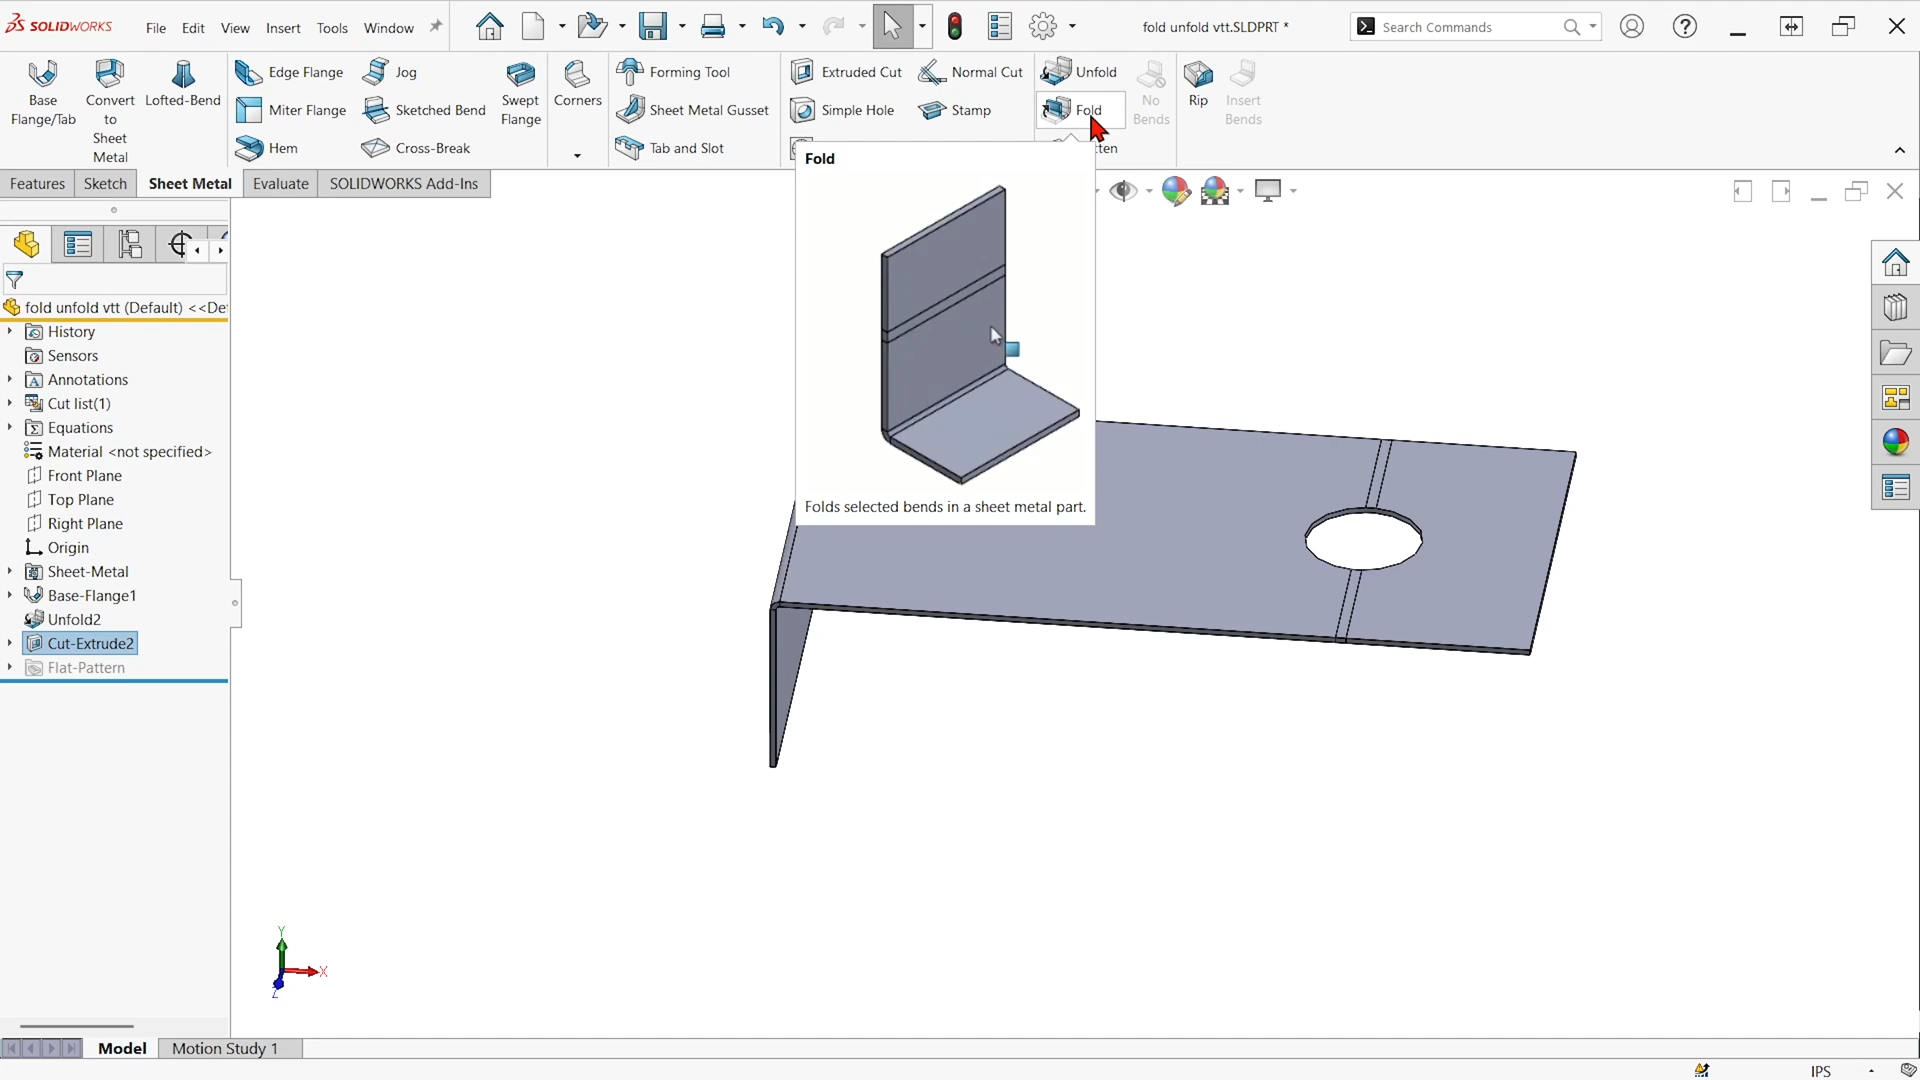 SOLIDWORKS
File Edit View Insert Tools Window
fold unfold vtt.SLDPRT *
Search Commands
Base Flange/Tab
Convert to Sheet Metal
Lofted-Bend
Edge Flange
Miter Flange
Hem
Jog
Sketched Bend
Cross-Break
Swept Flange
Corners
Forming Tool
Sheet Metal Gusset
Tab and Slot
Extruded Cut
Simple Hole
Normal Cut
Stamp
Unfold
Fold
No Bends
Rip
Insert Bends
Features Sketch Sheet Metal Evaluate SOLIDWORKS Add-Ins
Fold
Folds selected bends in a sheet metal part.
fold unfold vtt (Default) <<De
History
Sensors
Annotations
Cut list(1)
Equations
Material <not specified>
Front Plane
Top Plane
Right Plane
Origin
Sheet-Metal
Base-Flange1
Unfold2
Cut-Extrude2
Flat-Pattern
Y
X
Z
Model Motion Study 1
IPS